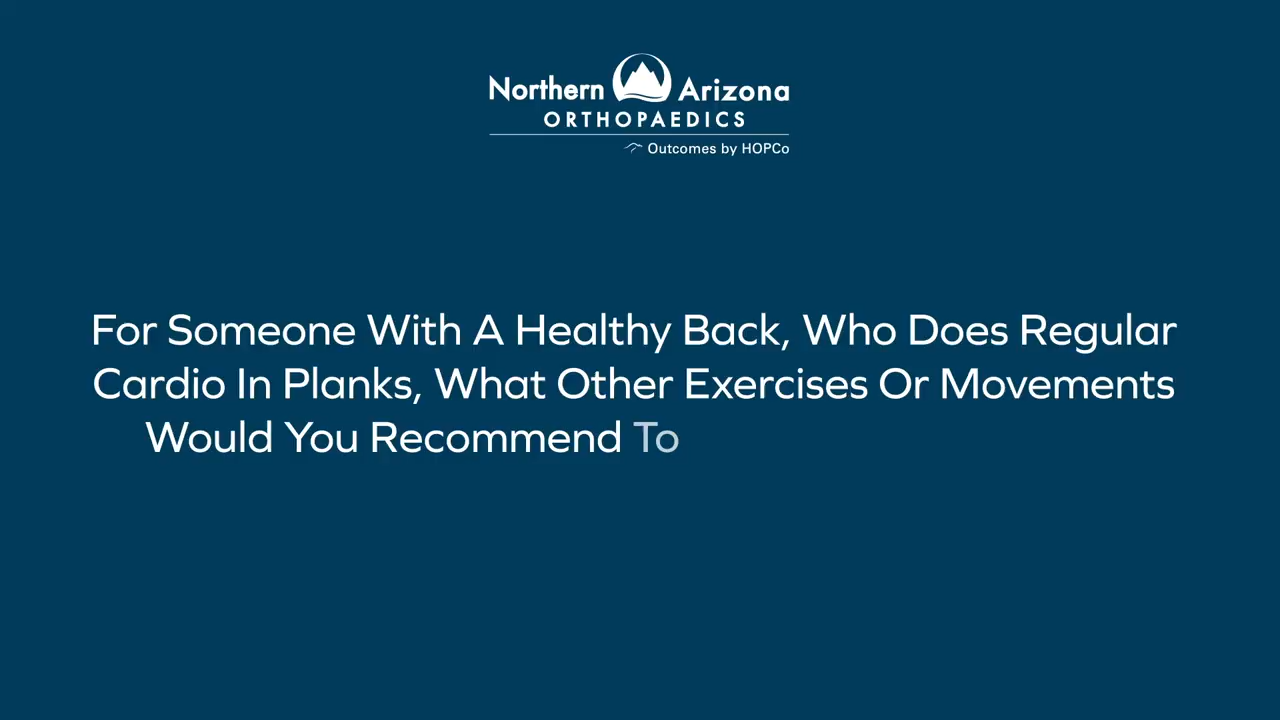 Northern Arizona
ORTHOPAEDICS
Outcomes by HOPCo
For Someone With A Healthy Back, Who Does Regular
Cardio In Planks, What Other Exercises Or Movements
Would You Recommend To